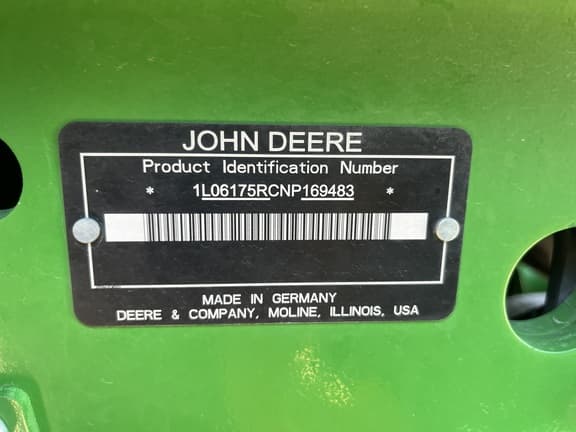 JOHN DEERE
Product Identification Number
* 1L06175RCNP169483 *
MADE IN GERMANY
DEERE & COMPANY, MOLINE, ILLINOIS, USA